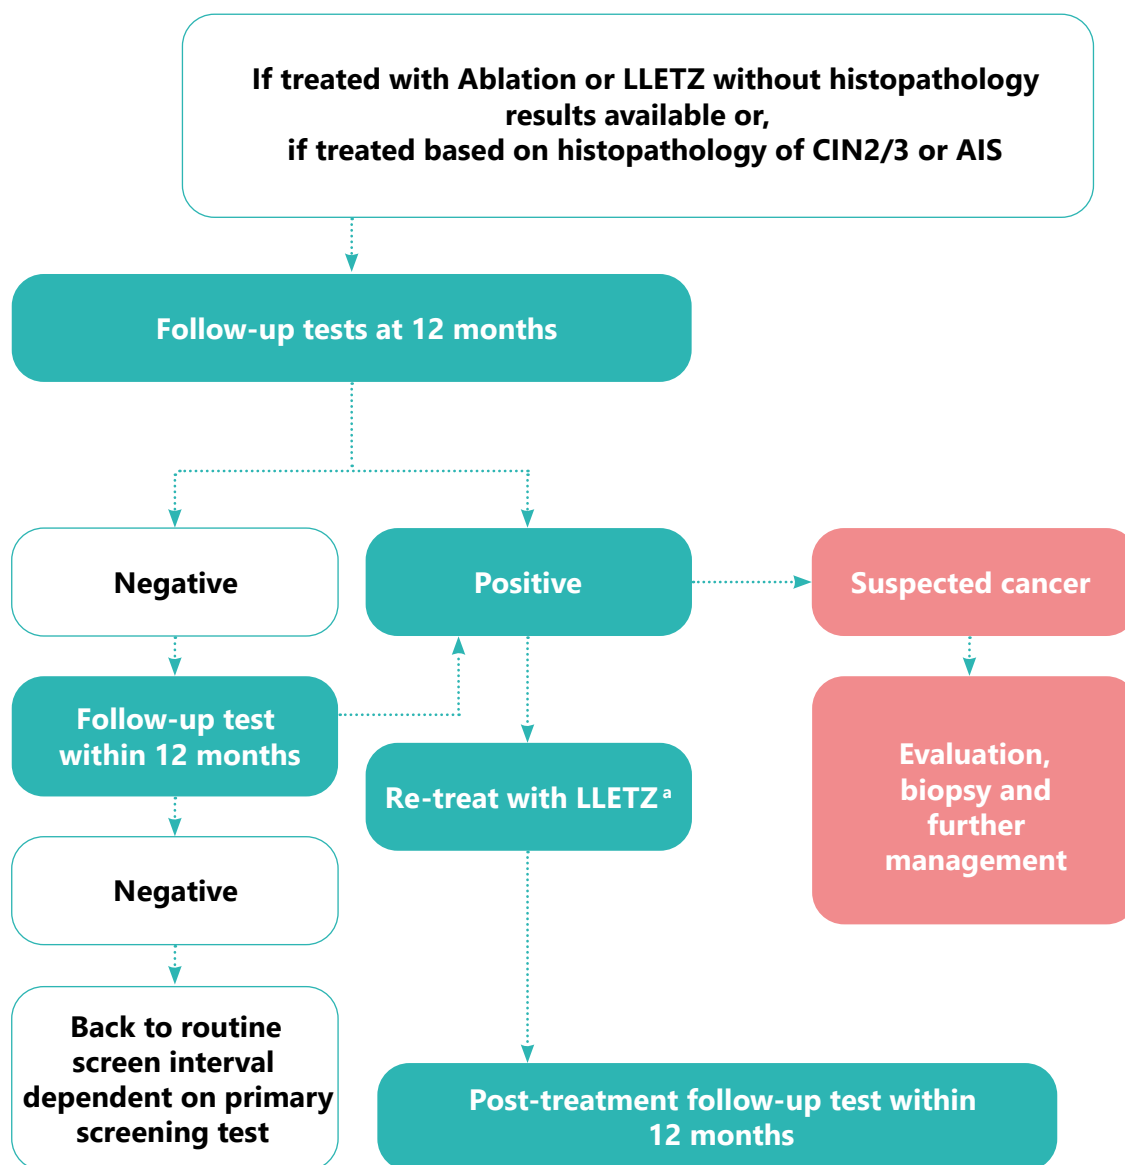 If treated with Ablation or LLETZ without histopathology
results available or,
if treated based on histopathology of CIN2/3 or AIS
Follow-up tests at 12 months
Negative
Positive
Suspected cancer
Follow-up test
within 12 months
Re-treat with LLETZ a
Evaluation,
biopsy and
further
management
Negative
Back to routine
screen interval
dependent on primary
screening test
Post-treatment follow-up test within
12 months